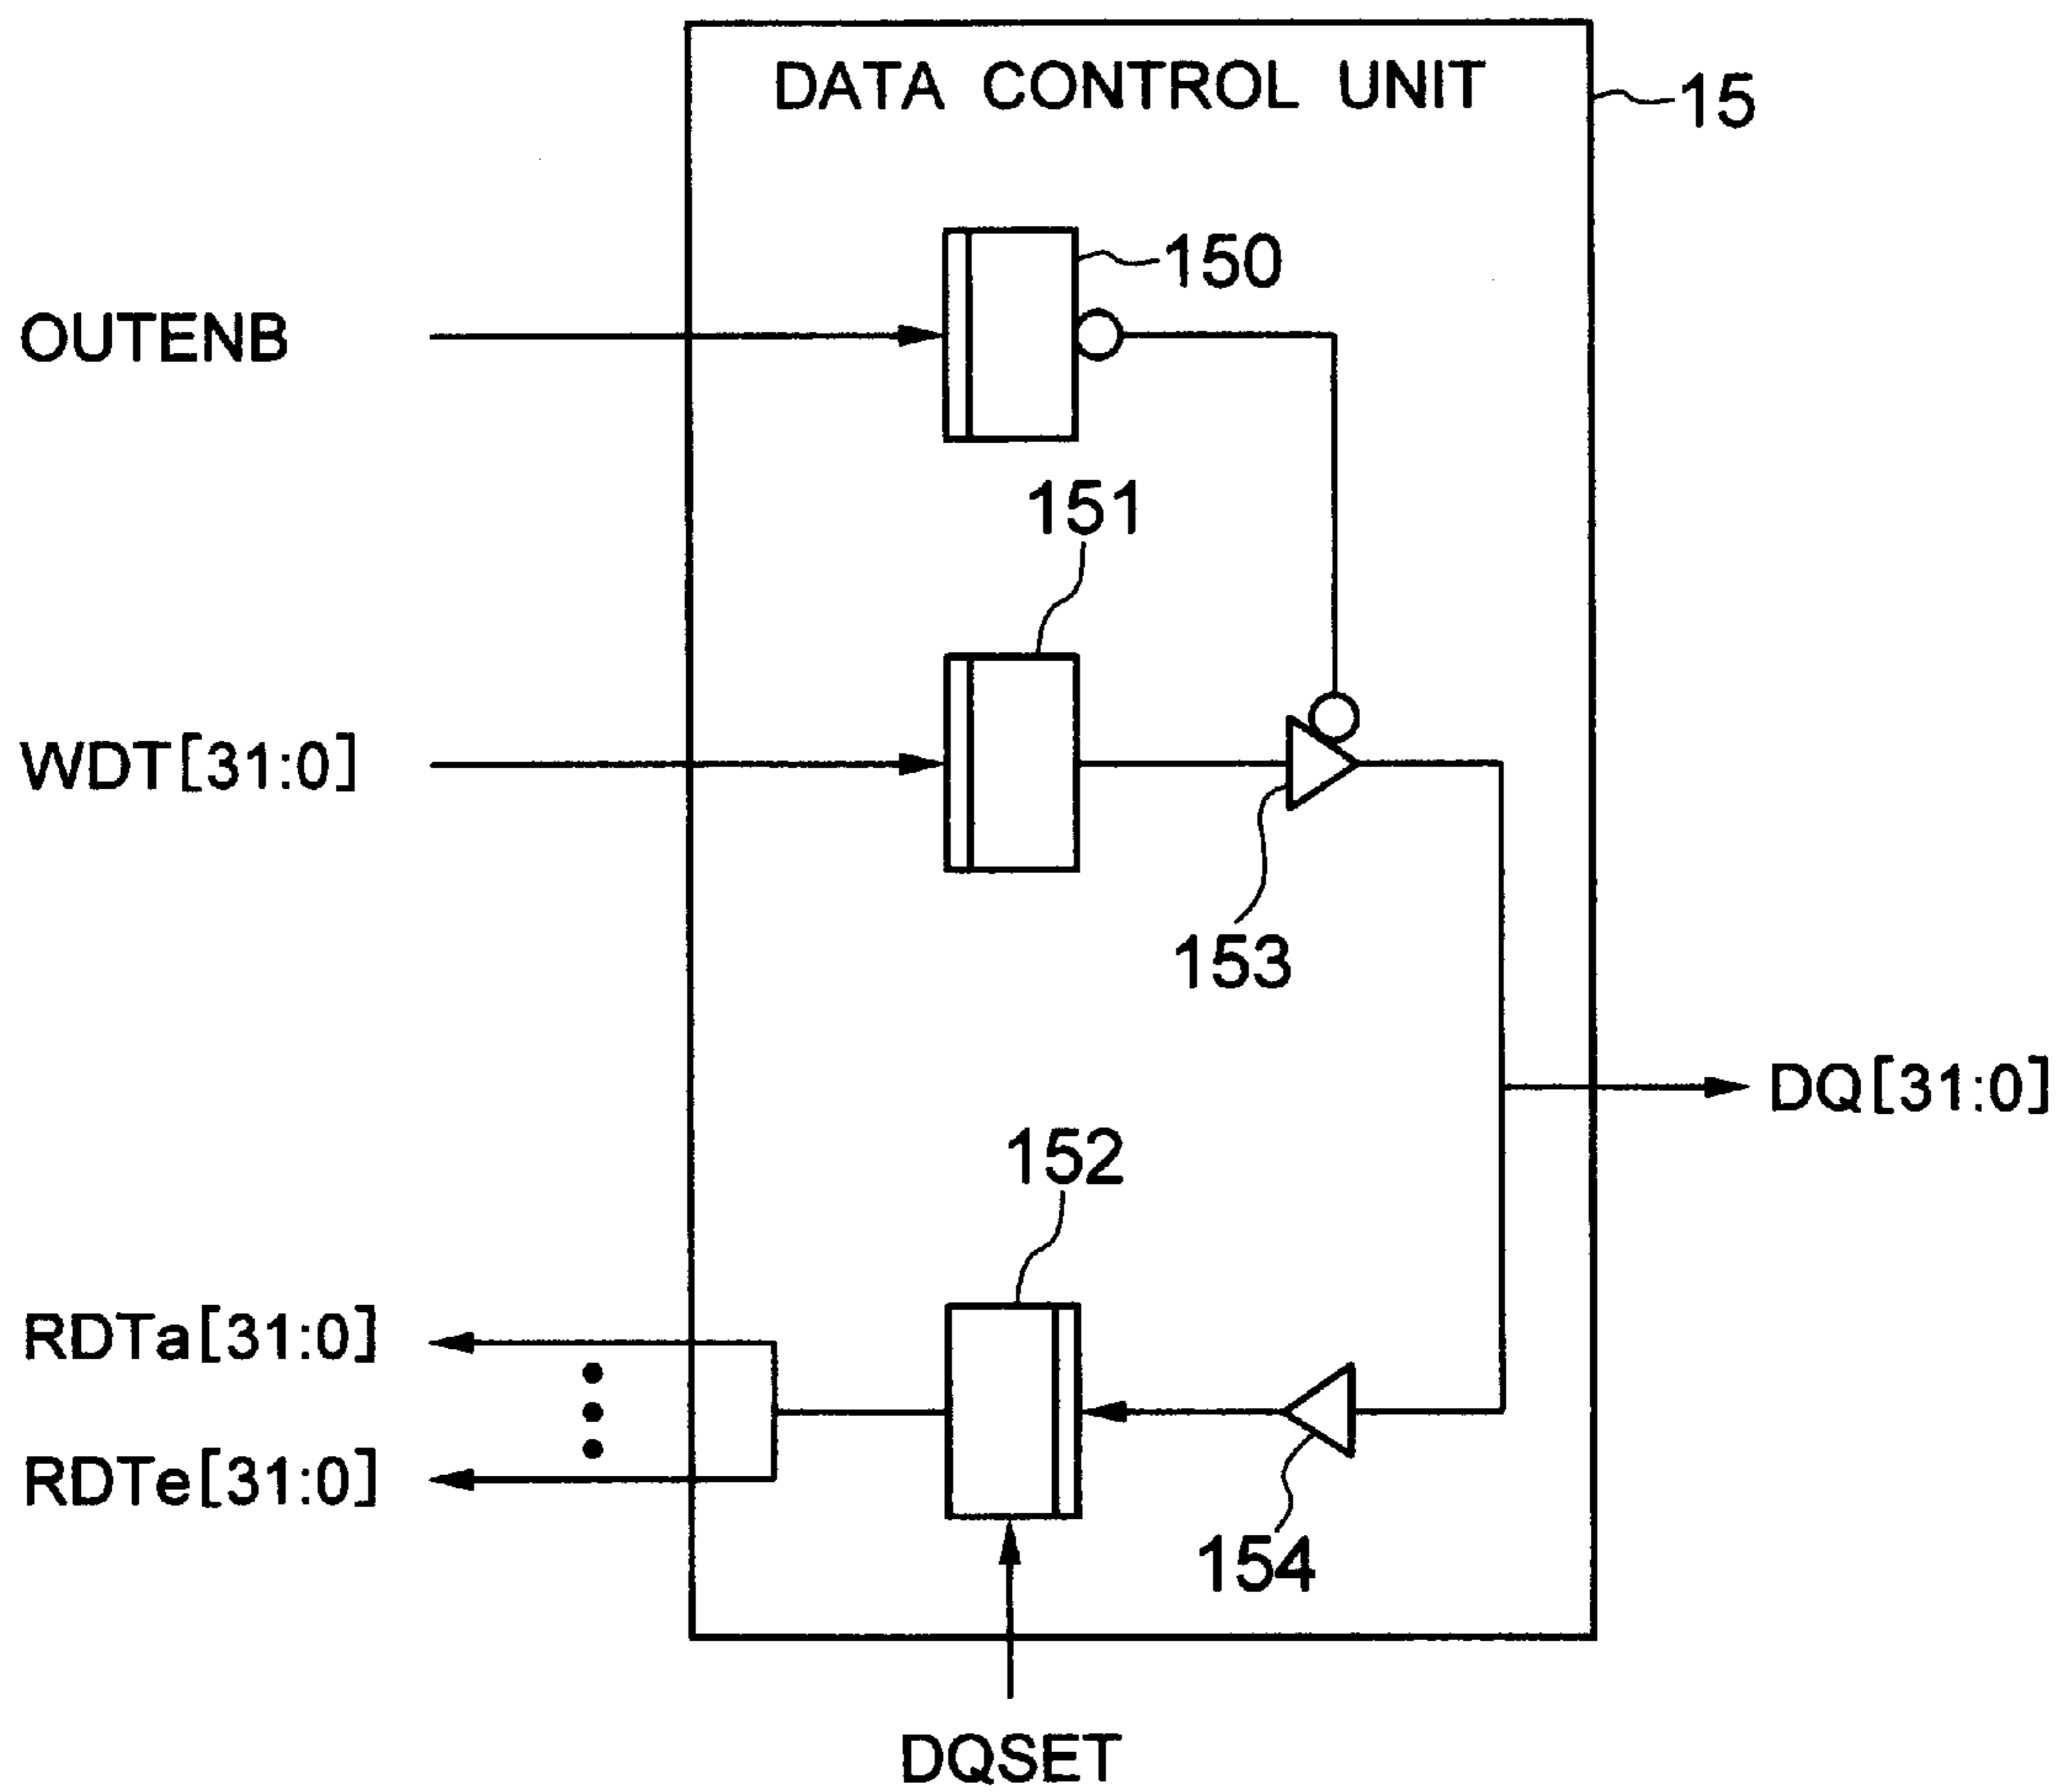 DATA CONTROL UNIT
15
150
OUTENB
151
WDT[31:0]
153
DQ[31:0]
152
RDTa[31:0]
RDTe[31:0]
154
DQSET